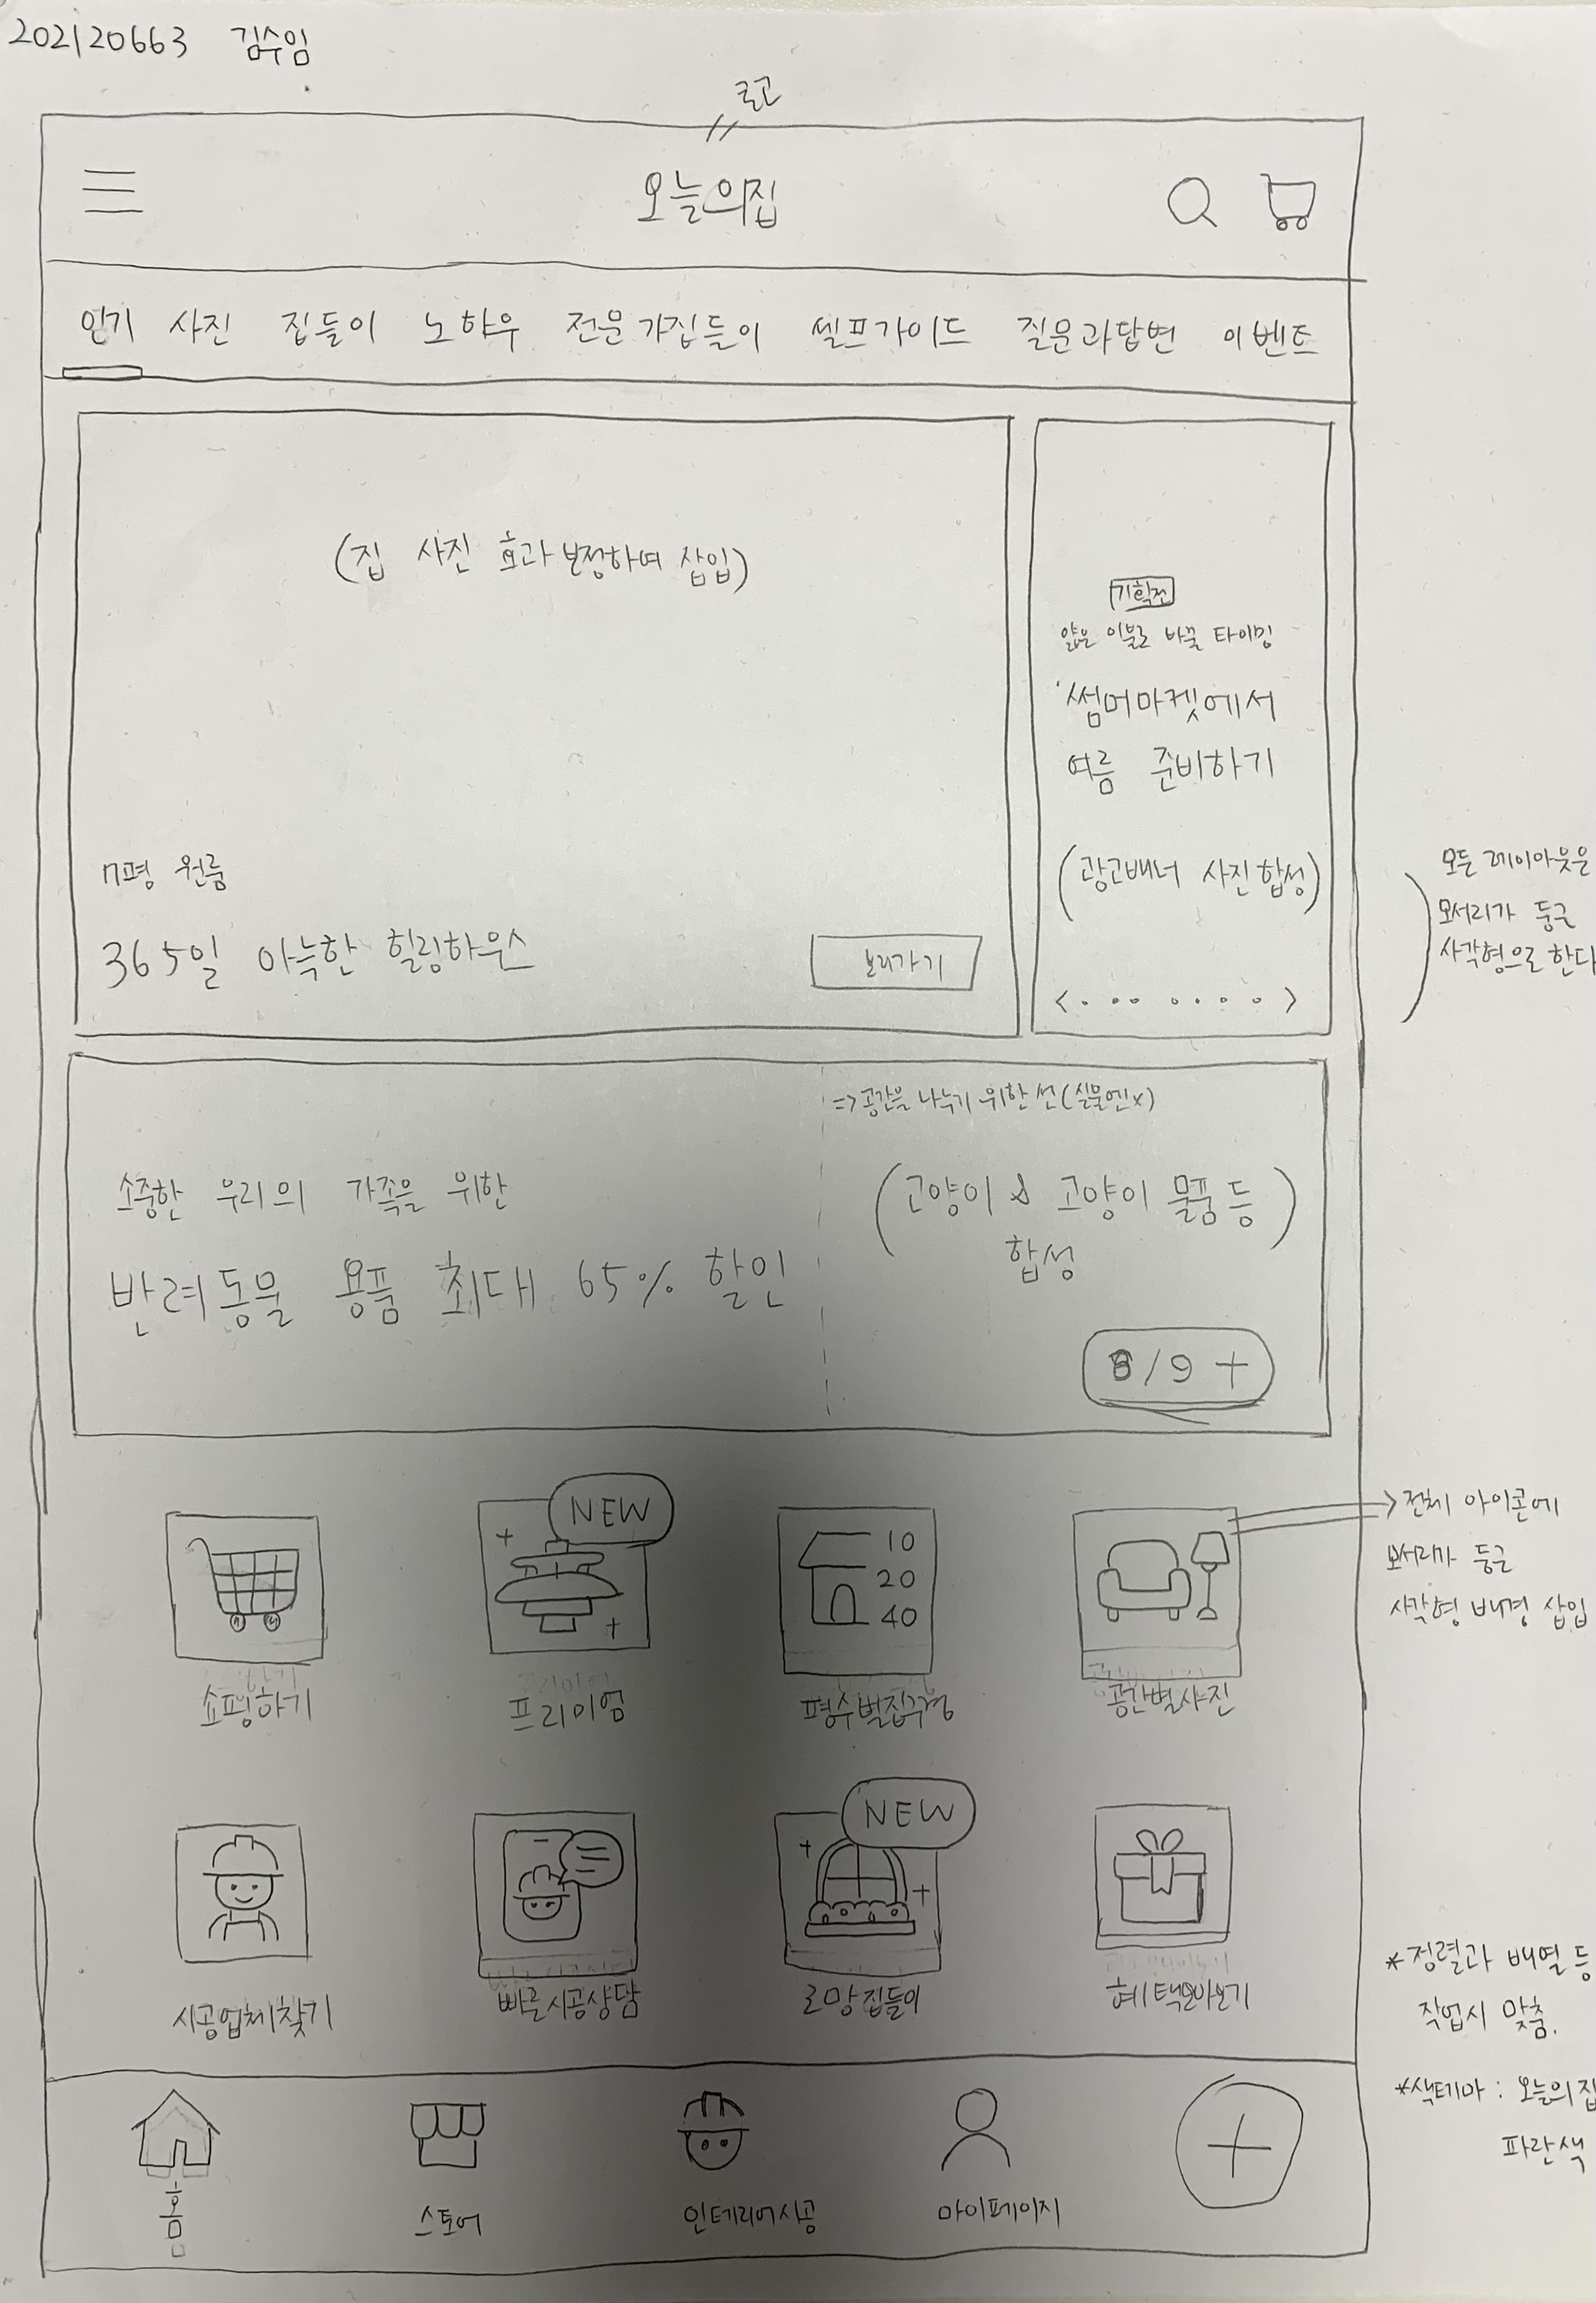 202120663 김수임
로고
오늘의집
인기 사진 집들이 노하우 전문가집들이 셀프가이드 질문과답변 이벤트
(집 사진 효과 보정하여 삽입)
7평 원룸
365일 아늑한 힐링하우스
보러가기
기획전
얇은 이불로 바꿀 타이밍
썸머마켓에서
여름 준비하기
(광고배너 사진 합성)
< >
모든 레이아웃은
모서리가 둥근
사각형으로 한다
=> 공간을 나누기 위한 선 (실물엔x)
소중한 우리의 가족을 위한
반려동물 용품 최대 65% 할인
(고양이 & 고양이 물품 등
합성)
8/9 +
NEW
10
20
40
쇼핑하기 프리미엄 평수별집구경 공간별사진
-> 전체 아이콘에
모서리가 둥근
사각형 배경 삽입
NEW
시공업체찾기 빠른시공상담 로망집들이 혜택모아보기
*정렬과 배열 등
작업시 맞춤.
*색테마 : 오늘의집
파란색
홈 스토어 인테리어시공 마이페이지